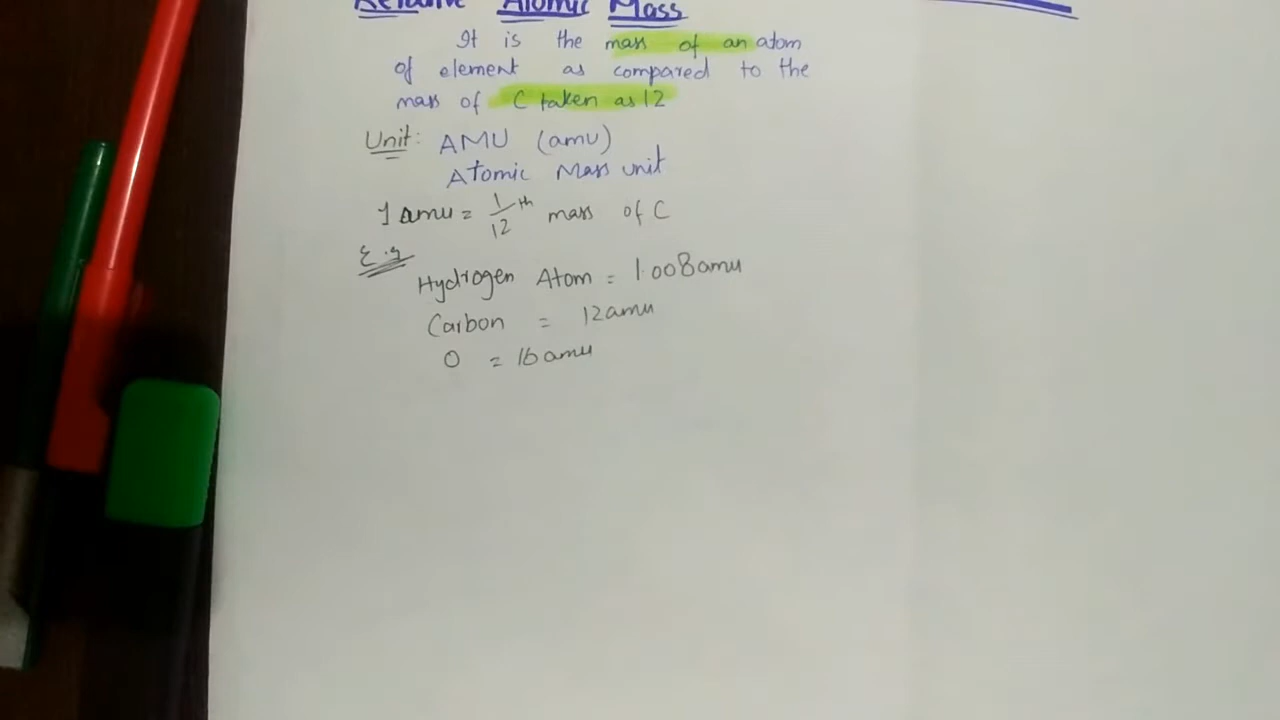 Relative Atomic Mass
It is the mass of an atom
of element as compared to the
mass of C taken as 12
Unit: AMU (amu)
Atomic Mass unit
1 amu = 1/12 th mass of C
E.g
Hydrogen Atom = 1.008amu
Carbon = 12amu
O = 16amu